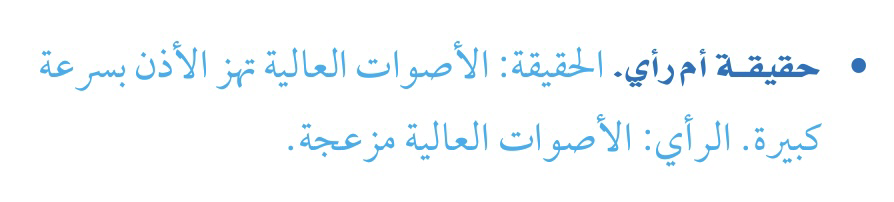 • حقيقة أم رأي. الحقيقة: الأصوات العالية تهز الأذن بسرعة
كبيرة. الرأي: الأصوات العالية مزعجة.